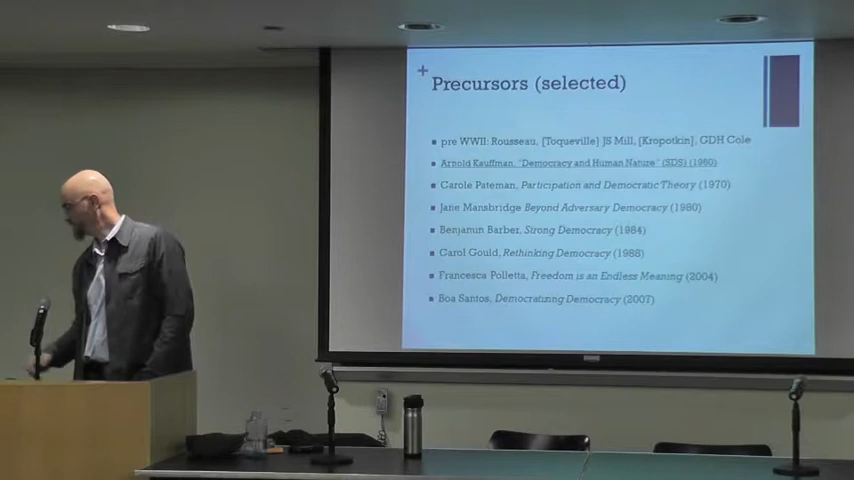 +
Precursors (selected)
pre WWII: Rousseau, [Toqueville] JS Mill, [Kropotkin], GDH Cole
Arnold Kauffman, "Democracy and Human Nature" (SDS) (1960)
Carole Pateman, Participation and Democratic Theory (1970)
Jane Mansbridge Beyond Adversary Democracy (1980)
Benjamin Barber, Strong Democracy (1984)
Carol Gould, Rethinking Democracy (1988)
Francesca Polletta, Freedom is an Endless Meaning (2004)
Boa Santos, Democratizing Democracy (2007)